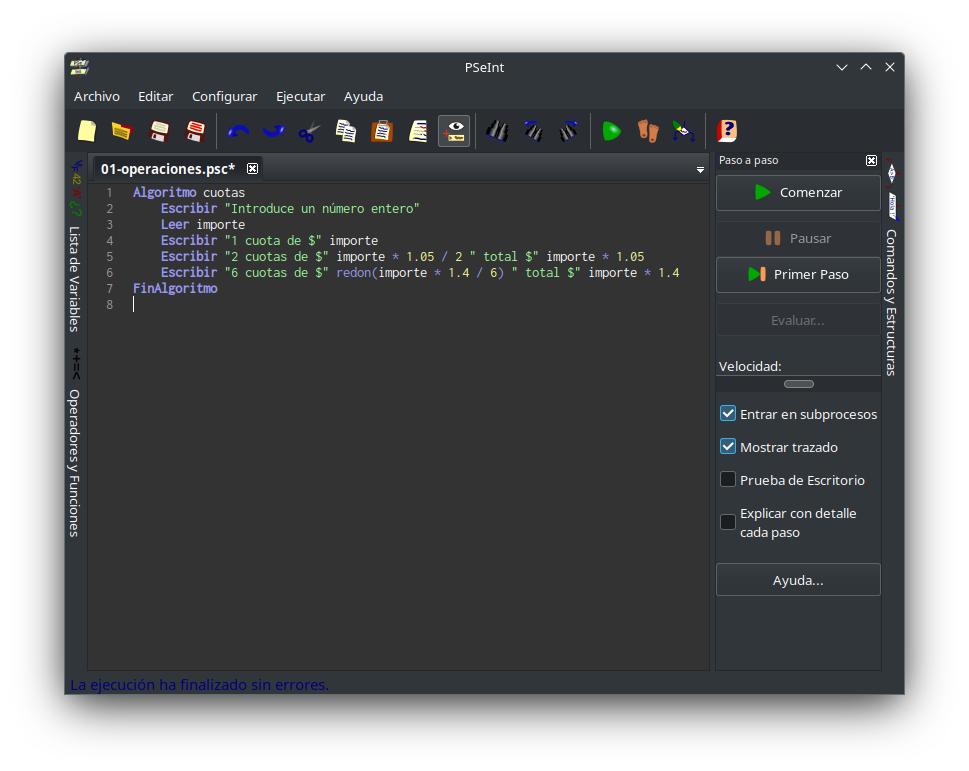 PSeInt
Archivo Editar Configurar Ejecutar Ayuda
01-operaciones.psc*
1 Algoritmo cuotas
2 Escribir "Introduce un número entero"
3 Leer importe
4 Escribir "1 cuota de $" importe
5 Escribir "2 cuotas de $" importe * 1.05 / 2 " total $" importe * 1.05
6 Escribir "6 cuotas de $" redon(importe * 1.4 / 6) " total $" importe * 1.4
7 FinAlgoritmo
8
Lista de Variables
*+=<
Operadores y Funciones
Paso a paso
Comenzar
Pausar
Primer Paso
Evaluar...
Velocidad:
Entrar en subprocesos
Mostrar trazado
Prueba de Escritorio
Explicar con detalle
cada paso
Ayuda...
Comandos y Estructuras
La ejecución ha finalizado sin errores.